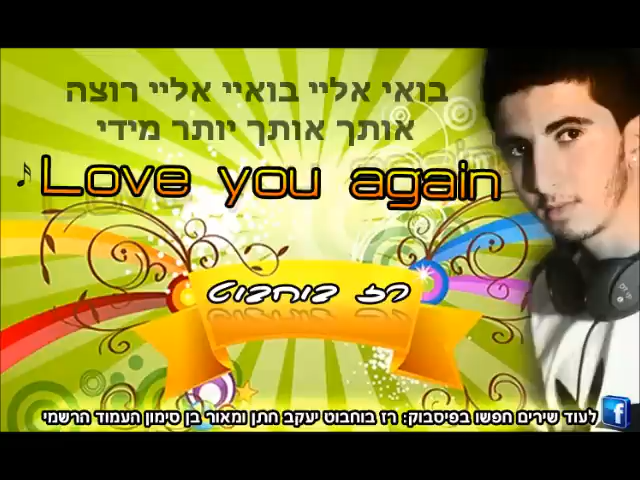 בואי אליי בואיי אליי רוצה
אותך אותך יותר מידי
Love you again
רז בוחבוט
לעוד שירים חפשו בפיסבוק: רז בוחבוט יעקב חתן ומאור בן סימון העמוד הרשמי